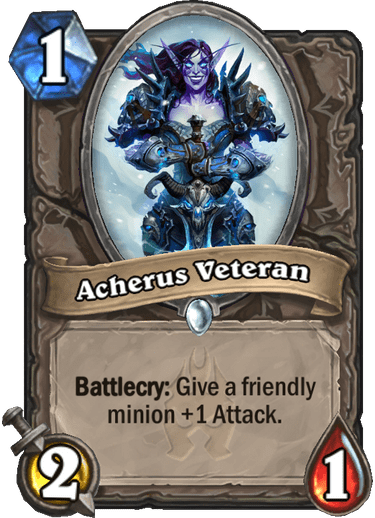 1
Acherus Veteran
Battlecry: Give a friendly
minion +1 Attack.
2
1